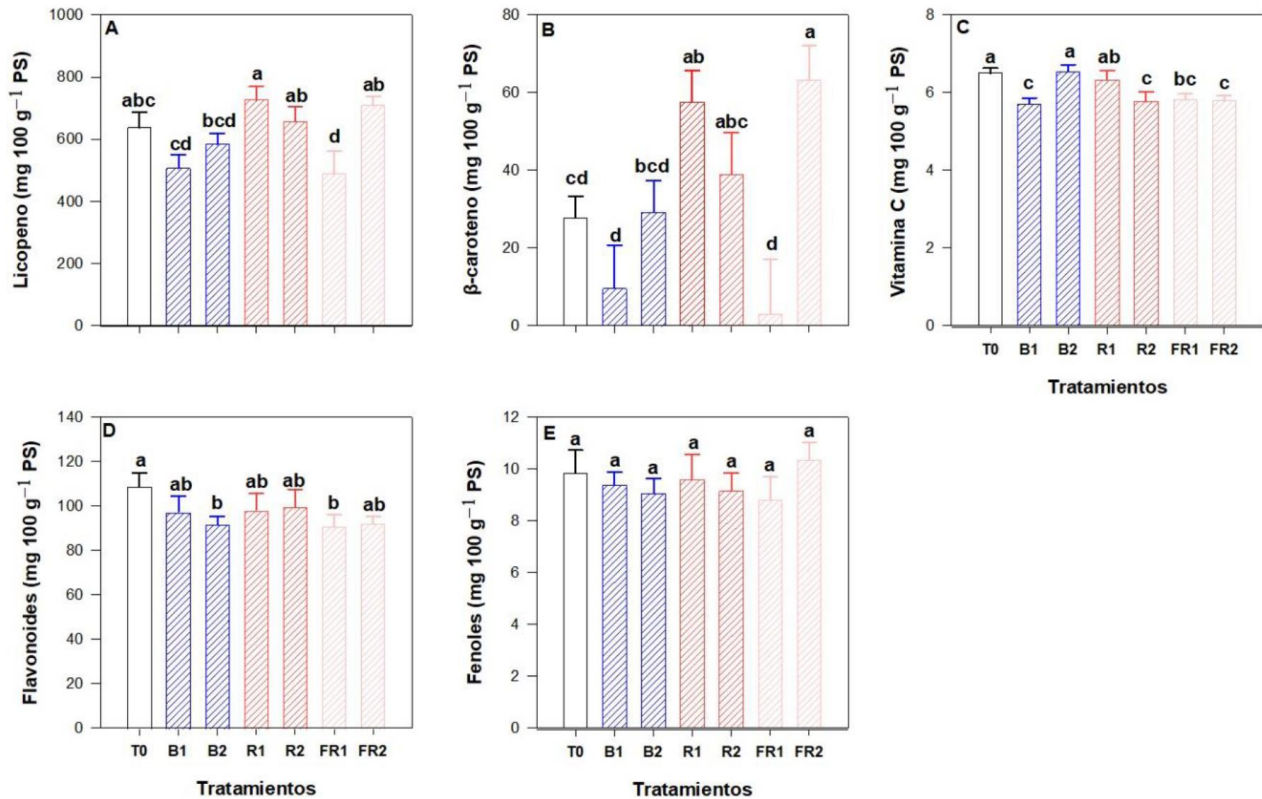 A
Licopeno (mg 100 g⁻¹ PS)
1000
800
600
400
200
0
abc
cd
bcd
a
ab
d
ab
B
β-caroteno (mg 100 g⁻¹ PS)
80
60
40
20
0
cd
d
bcd
ab
abc
d
a
C
Vitamina C (mg 100 g⁻¹ PS)
8
6
4
2
0
a
c
a
ab
c
bc
c
T0 B1 B2 R1 R2 FR1 FR2
Tratamientos
D
Flavonoides (mg 100 g⁻¹ PS)
140
120
100
80
60
40
20
0
a
ab
b
ab
ab
b
ab
T0 B1 B2 R1 R2 FR1 FR2
Tratamientos
E
Fenoles (mg 100 g⁻¹ PS)
12
10
8
6
4
2
0
a
a
a
a
a
a
a
T0 B1 B2 R1 R2 FR1 FR2
Tratamientos